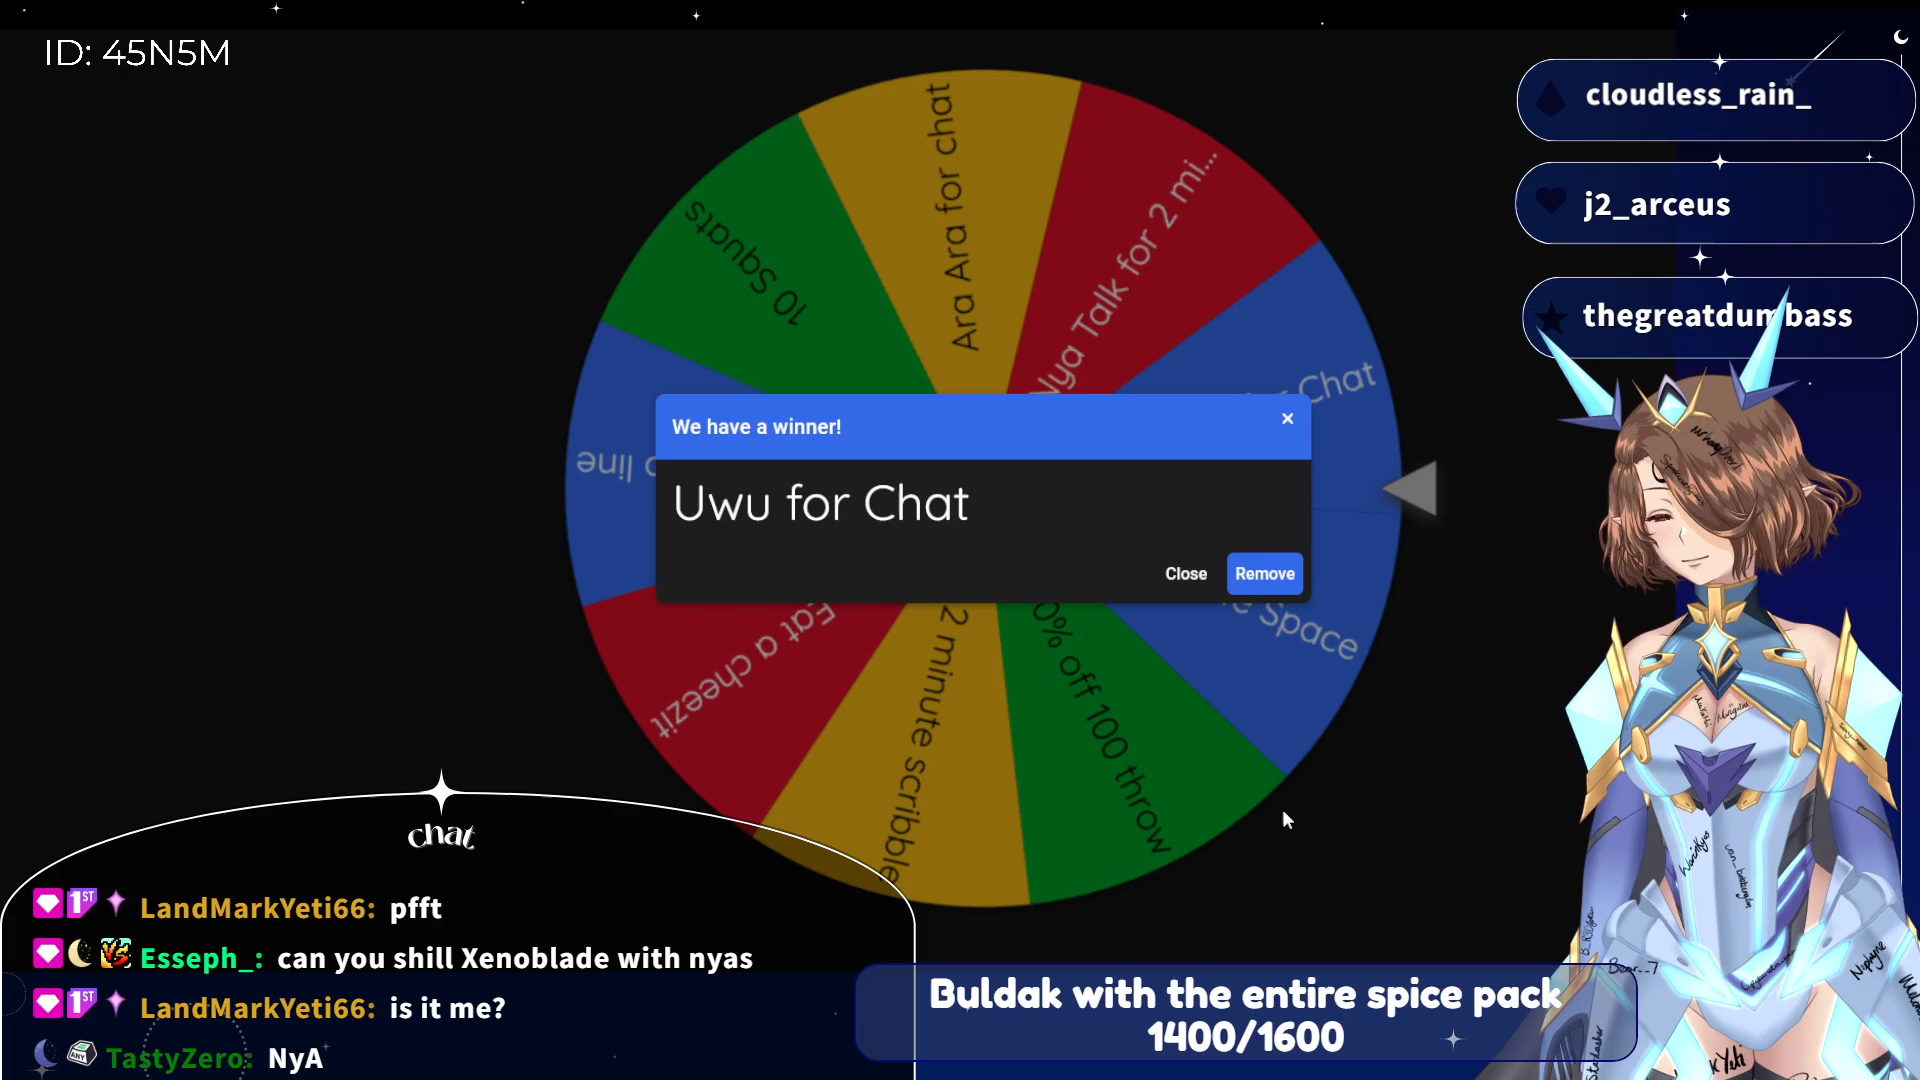 ID: 45N5M
cloudless_rain_
j2_arceus
thegreatdumbass
Ara Ara for chat
Nya Talk for 2 mi...
10 Squats
Chat
line
We have a winner!
×
Uwu for Chat
Close
Remove
Space
Eat a cheezit
2 minute scribble
0% off 100 throw
chat
LandMarkYeti66: pfft
Esseph_: can you shill Xenoblade with nyas
LandMarkYeti66: is it me?
TastyZero: NyA
1ST
1ST
ANY
Buldak with the entire spice pack
1400/1600